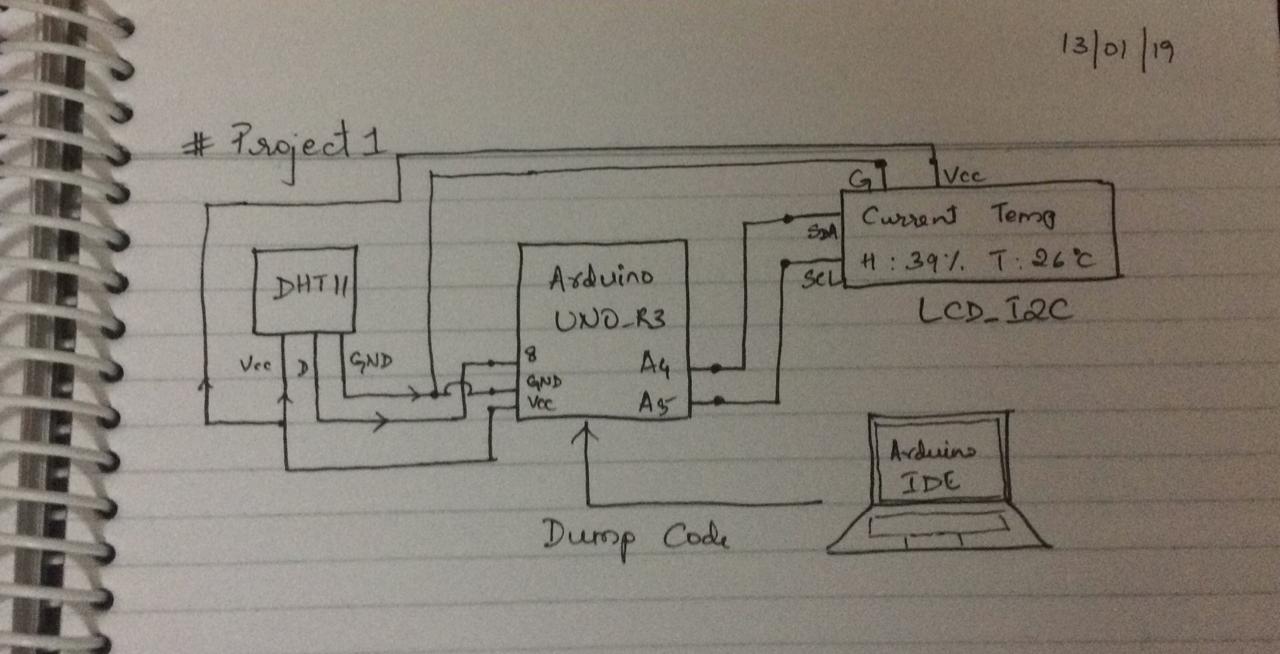 13/01/19
# Project 1
G Vcc
SDA
SCL
Current Temp
H : 39% T : 26°C
LCD_I2C
DHT11
Vcc D GND
Arduino
UNO_R3
8
GND
Vcc
A4
A5
Arduino
IDE
Dump Code